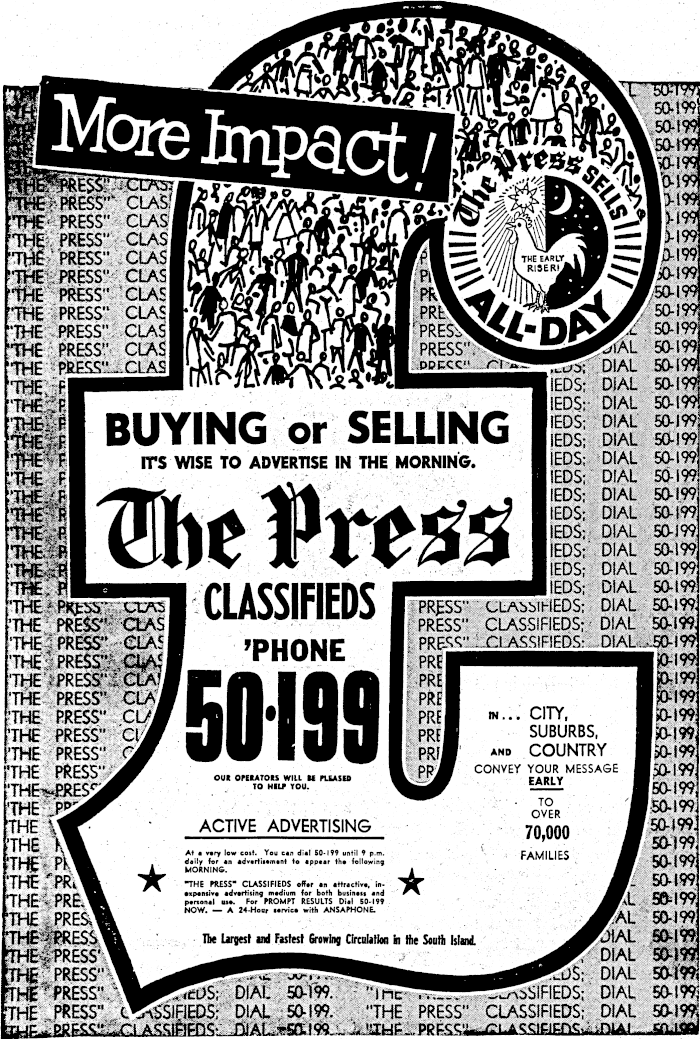 More Impact!
The Press SELLS
THE EARLY
RISER!
ALL-DAY
BUYING or SELLING
IT'S WISE TO ADVERTISE IN THE MORNING.
The Press
CLASSIFIEDS
'PHONE
50-199
OUR OPERATORS WILL BE PLEASED
TO HELP YOU.
ACTIVE ADVERTISING
At a very low cost. You can dial 50-199 until 9 p.m.
daily for an advertisement to appear the following
MORNING.
"THE PRESS" CLASSIFIEDS offer an attractive, in-
expensive advertising medium for both business and
personal use. For PROMPT RESULTS Dial 50-199
NOW. — A 24-Hour service with ANSAPHONE.
The Largest and Fastest Growing Circulation in the South Island.
IN... CITY,
SUBURBS,
AND COUNTRY
CONVEY YOUR MESSAGE
EARLY
TO
OVER
70,000
FAMILIES
"THE PRESS" CLASSIFIEDS; DIAL 50-199.